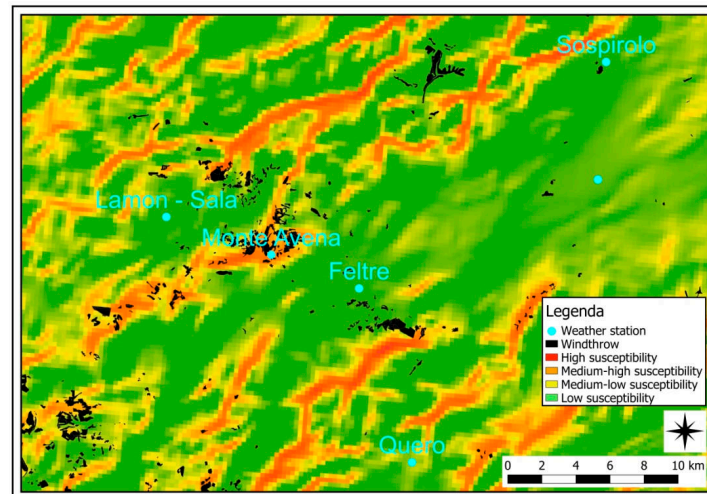 Sospirolo
Lamon - Sala
Monte Avena
Feltre
Legenda
Weather station
Windthrow
High susceptibility
Medium-high susceptibility
Medium-low susceptibility
Low susceptibility
Quero
0 2 4 6 8 10 km